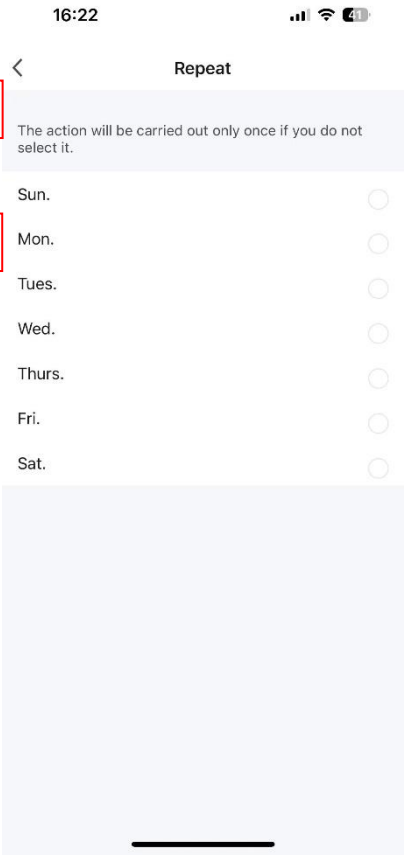 16:22
41
Repeat
The action will be carried out only once if you do not
select it.
Sun.
Mon.
Tues.
Wed.
Thurs.
Fri.
Sat.